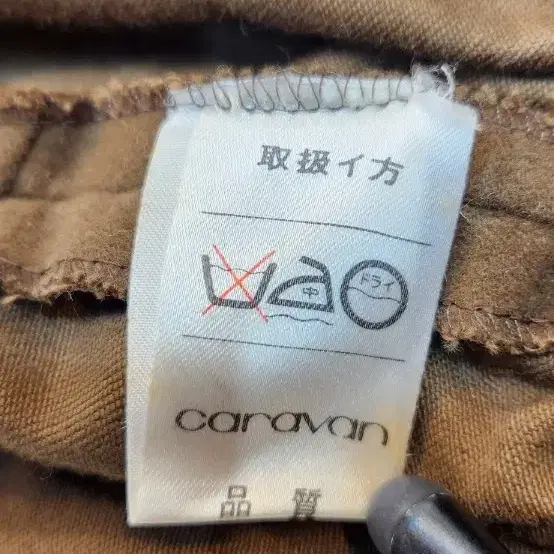 取扱イ方
中 ドライ
caravan
品質